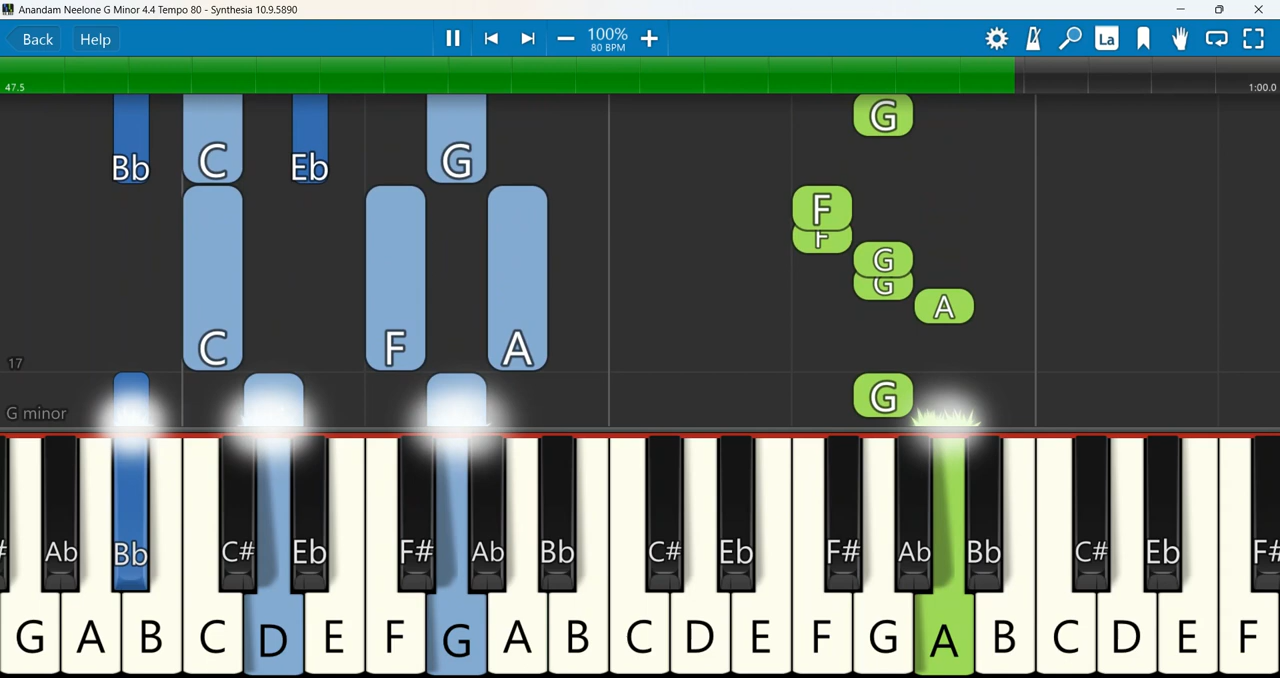 Anandam Neelone G Minor 4.4 Tempo 80 - Synthesia 10.9.5890
Back Help 100% La
80 BPM
47.5 1:00.0
G
Bb C Eb G
F
F
G
G
A
C F A
17
G
G minor
Ab Bb C# Eb F# Ab Bb C# Eb F# Ab Bb C# Eb F#
G A B C D E F G A B C D E F G A B C D E F